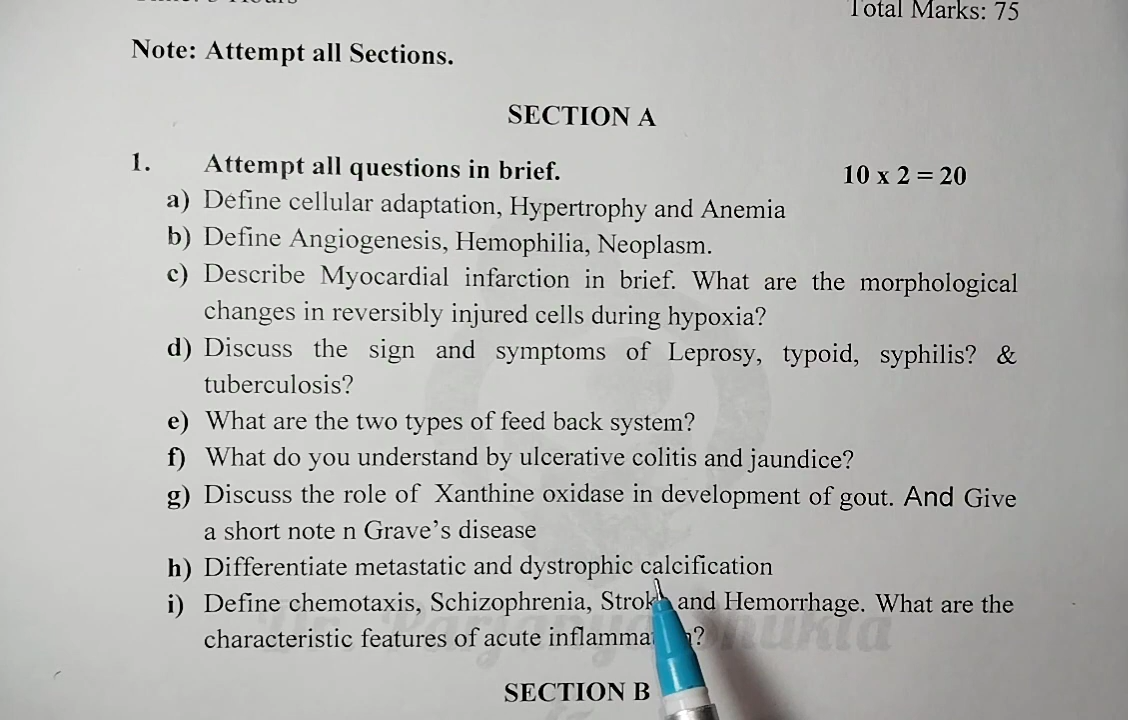 Total Marks: 75
Note: Attempt all Sections.
SECTION A
1. Attempt all questions in brief. 10 x 2 = 20
a) Define cellular adaptation, Hypertrophy and Anemia
b) Define Angiogenesis, Hemophilia, Neoplasm.
c) Describe Myocardial infarction in brief. What are the morphological
changes in reversibly injured cells during hypoxia?
d) Discuss the sign and symptoms of Leprosy, typoid, syphilis? &
tuberculosis?
e) What are the two types of feed back system?
f) What do you understand by ulcerative colitis and jaundice?
g) Discuss the role of Xanthine oxidase in development of gout. And Give
a short note n Grave's disease
h) Differentiate metastatic and dystrophic calcification
i) Define chemotaxis, Schizophrenia, and Hemorrhage. What are the
characteristic features of acute
SECTION B